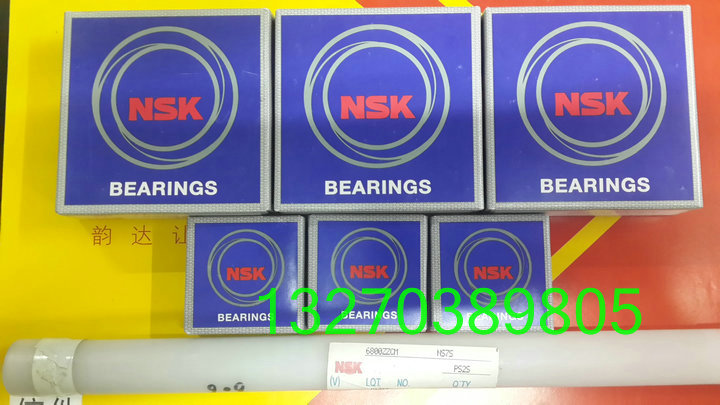 NSK
BEARINGS
NSK
BEARINGS
NSK
BEARINGS
韵达让
NSK
BEARINGS
NSK
BEARINGS
NSK
BEARINGS
13270389805
6800ZZCM NS7S
NSK PS2S
(V) LOT NO. Q'TY